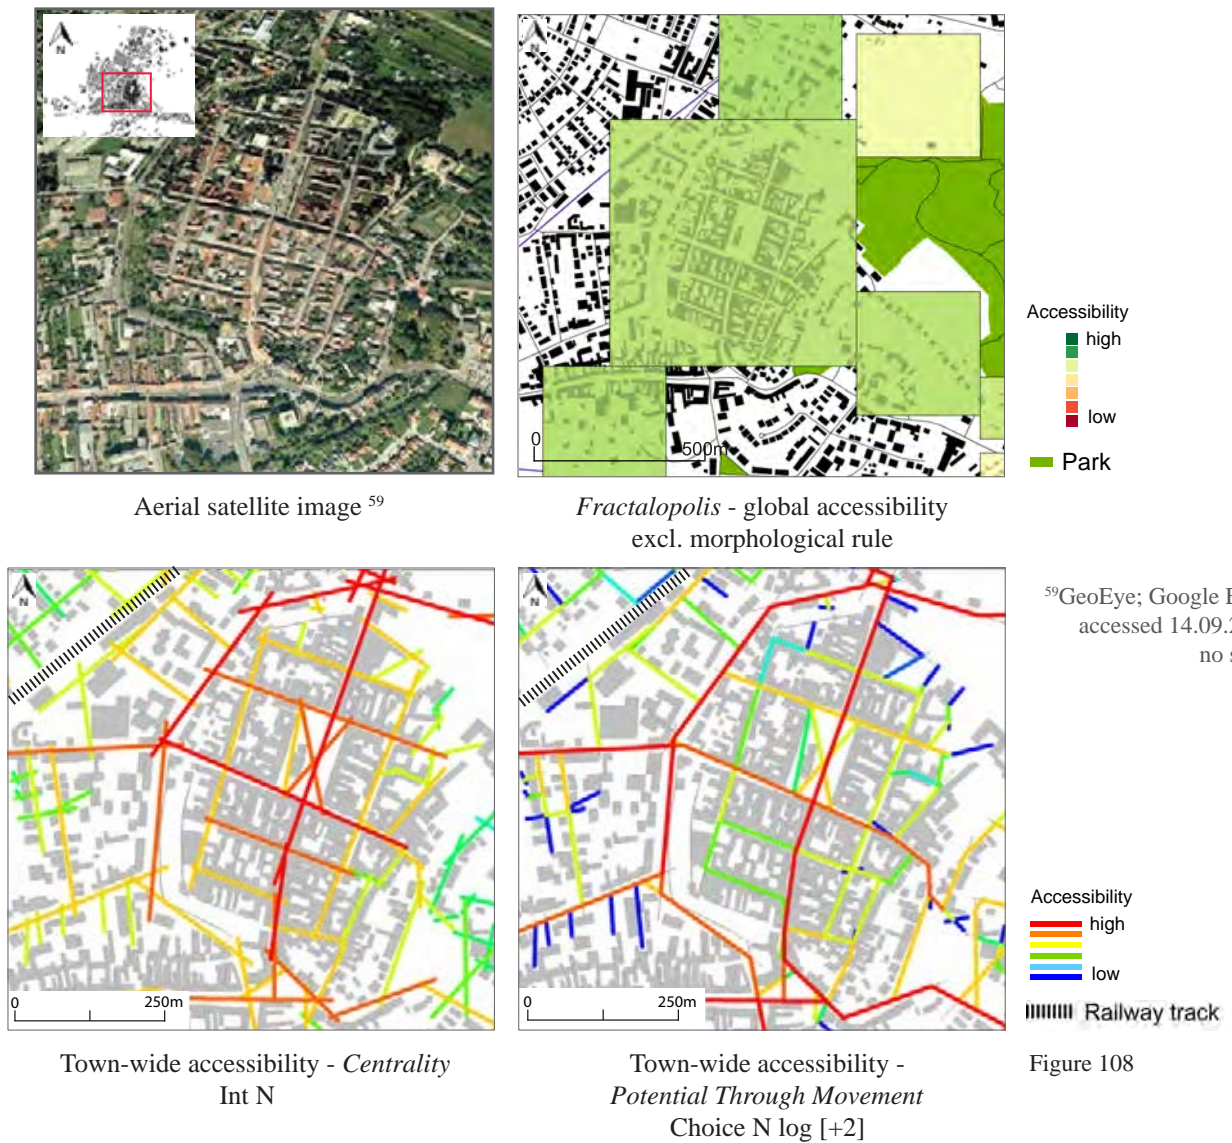 N
N
Accessibility
high
low
Park
0
500m
Aerial satellite image 59
Fractalopolis - global accessibility
excl. morphological rule
59GeoEye; Google E
accessed 14.09.2
no s
N
N
Accessibility
high
low
0
250m
0
250m
Railway track
Town-wide accessibility - Centrality
Int N
Town-wide accessibility -
Potential Through Movement
Choice N log [+2]
Figure 108